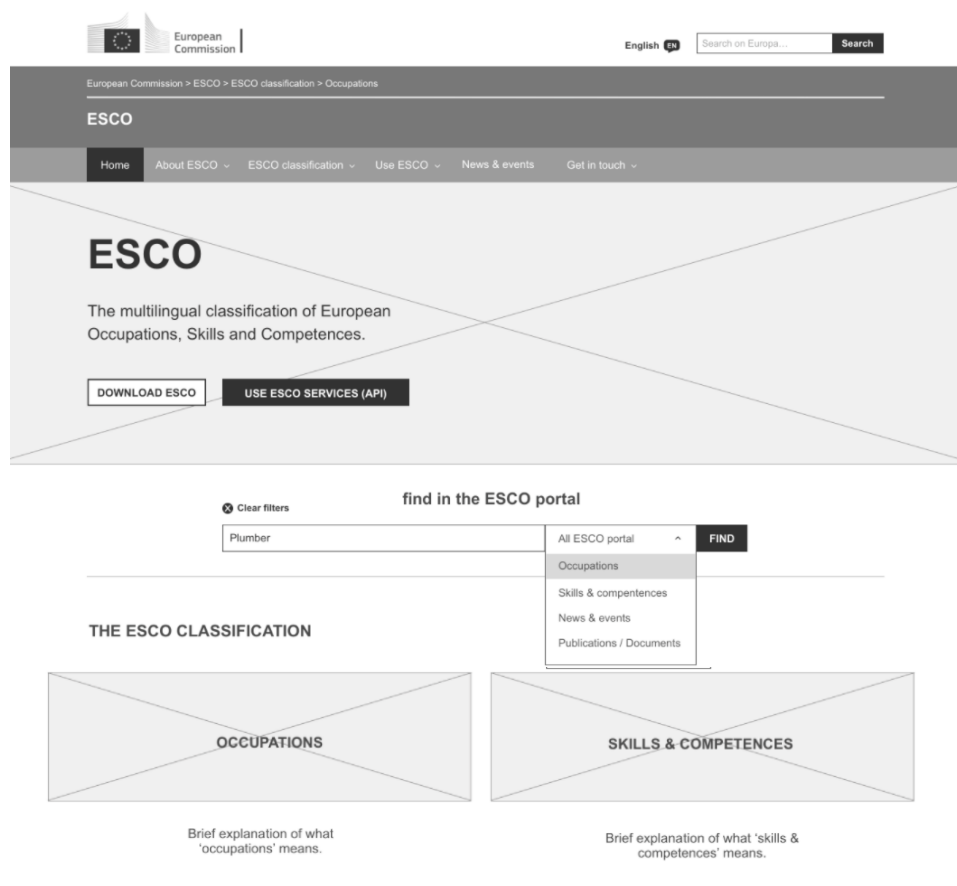 European
Commission
English EN
Search on Europa...
Search
European Commission > ESCO > ESCO classification > Occupations
ESCO
Home
About ESCO
ESCO classification
Use ESCO
News & events
Get in touch
ESCO
The multilingual classification of European
Occupations, Skills and Competences.
DOWNLOAD ESCO
USE ESCO SERVICES (API)
find in the ESCO portal
Clear filters
Plumber
All ESCO portal
FIND
Occupations
Skills & compentences
News & events
Publications / Documents
THE ESCO CLASSIFICATION
OCCUPATIONS
SKILLS & COMPETENCES
Brief explanation of what
‘occupations’ means.
Brief explanation of what ‘skills &
competences’ means.